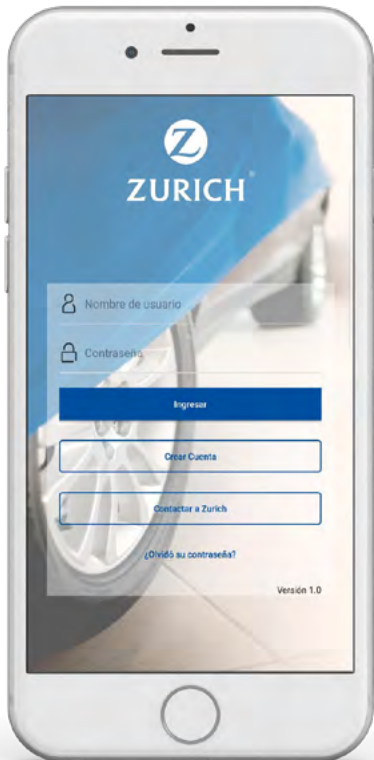 ZURICH
Nombre de usuario
Contraseña
Ingresar
Crear Cuenta
Contactar a Zurich
¿Olvidó su contraseña?
Versión 1.0